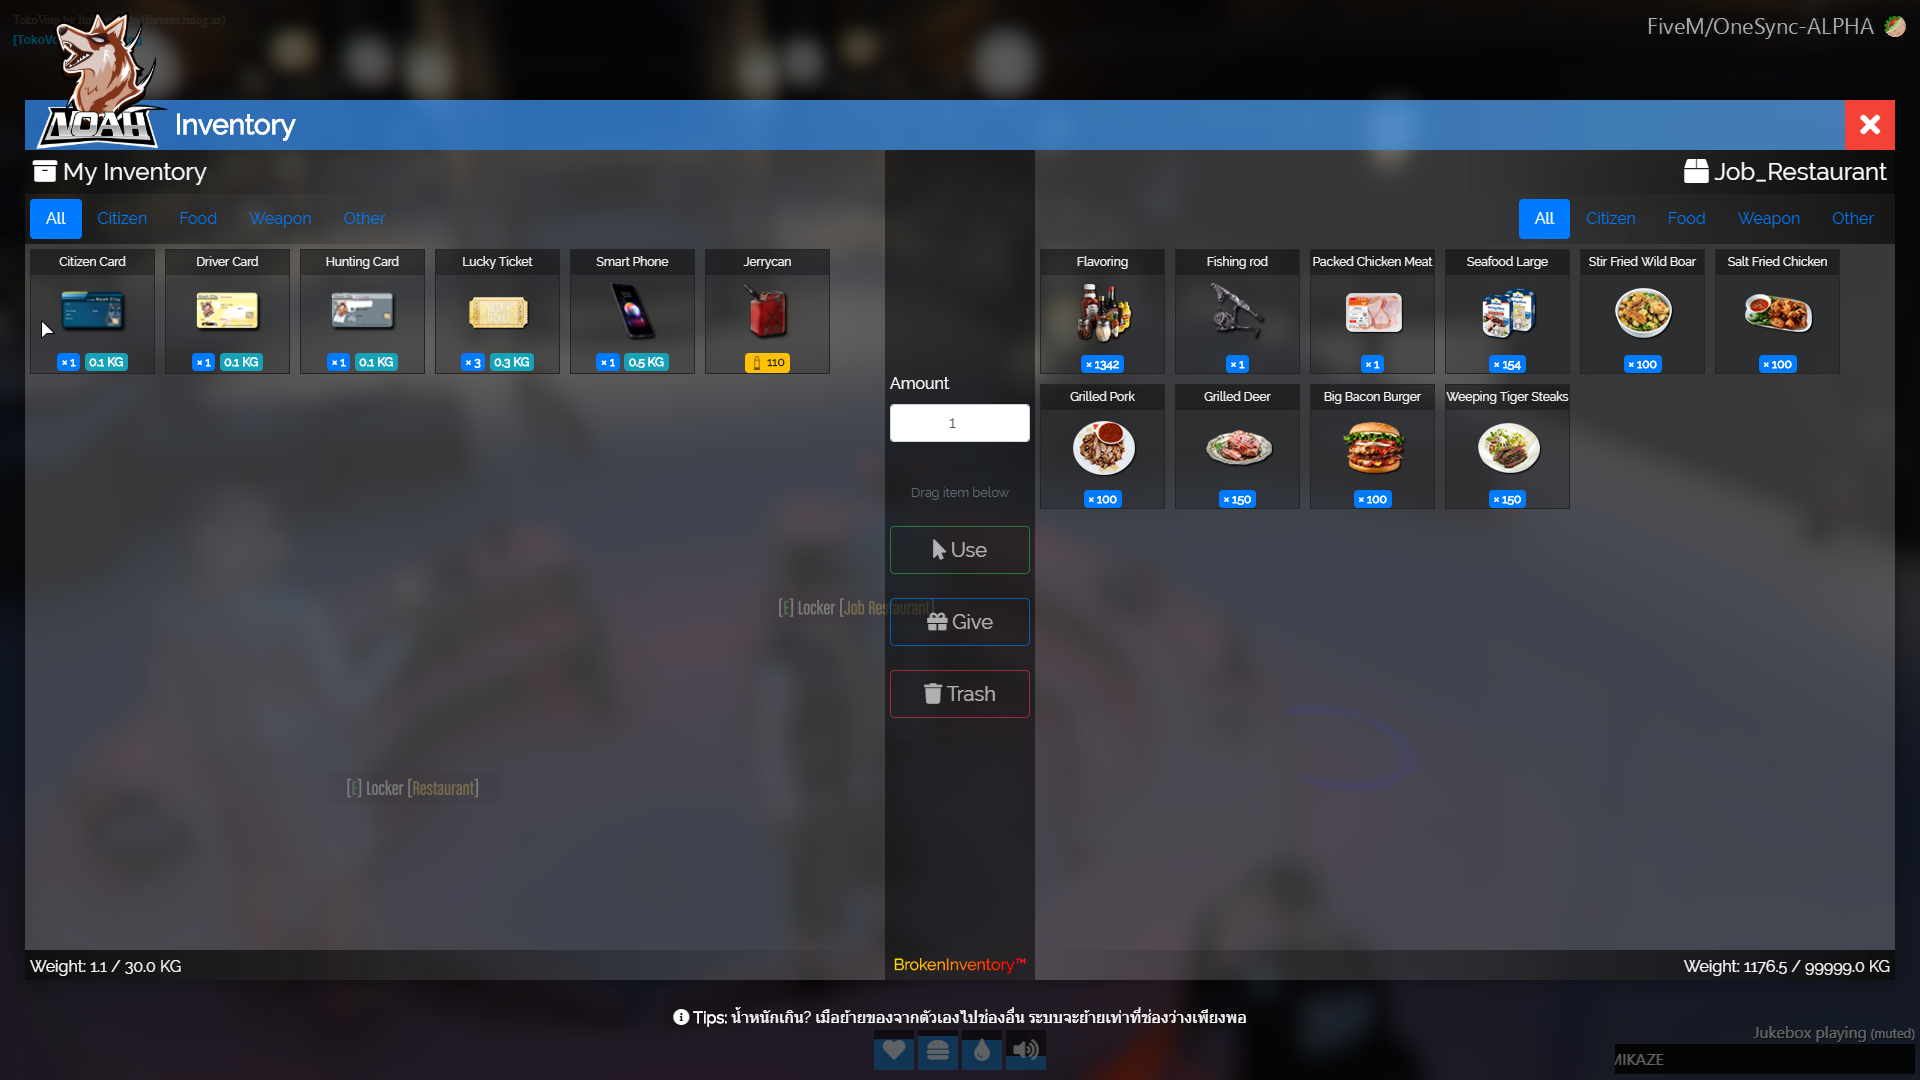 FiveM/OneSync-ALPHA
NOAH
Inventory
My Inventory
Job_Restaurant
All Citizen Food Weapon Other
All Citizen Food Weapon Other
Citizen Card Driver Card Hunting Card Lucky Ticket Smart Phone Jerrycan
× 1 0.1 KG × 1 0.1 KG × 1 0.1 KG × 3 0.3 KG × 1 0.5 KG 110
Flavoring Fishing rod Packed Chicken Meat Seafood Large Stir Fried Wild Boar Salt Fried Chicken
× 1342 × 1 × 1 × 154 × 100 × 100
Amount
1
Grilled Pork Grilled Deer Big Bacon Burger Weeping Tiger Steaks
× 100 × 150 × 100 × 150
Drag item below
Use
[E] Locker [Job Restaurant]
Give
Trash
[E] Locker [Restaurant]
Weight: 1.1 / 30.0 KG
BrokenInventory™
Weight: 1176.5 / 99999.0 KG
Tips: น้ำหนักเกิน? เมื่อย้ายของจากตัวเองไปช่องอื่น ระบบจะย้ายเท่าที่ช่องว่างเพียงพอ
Jukebox playing (muted)
MIKAZE